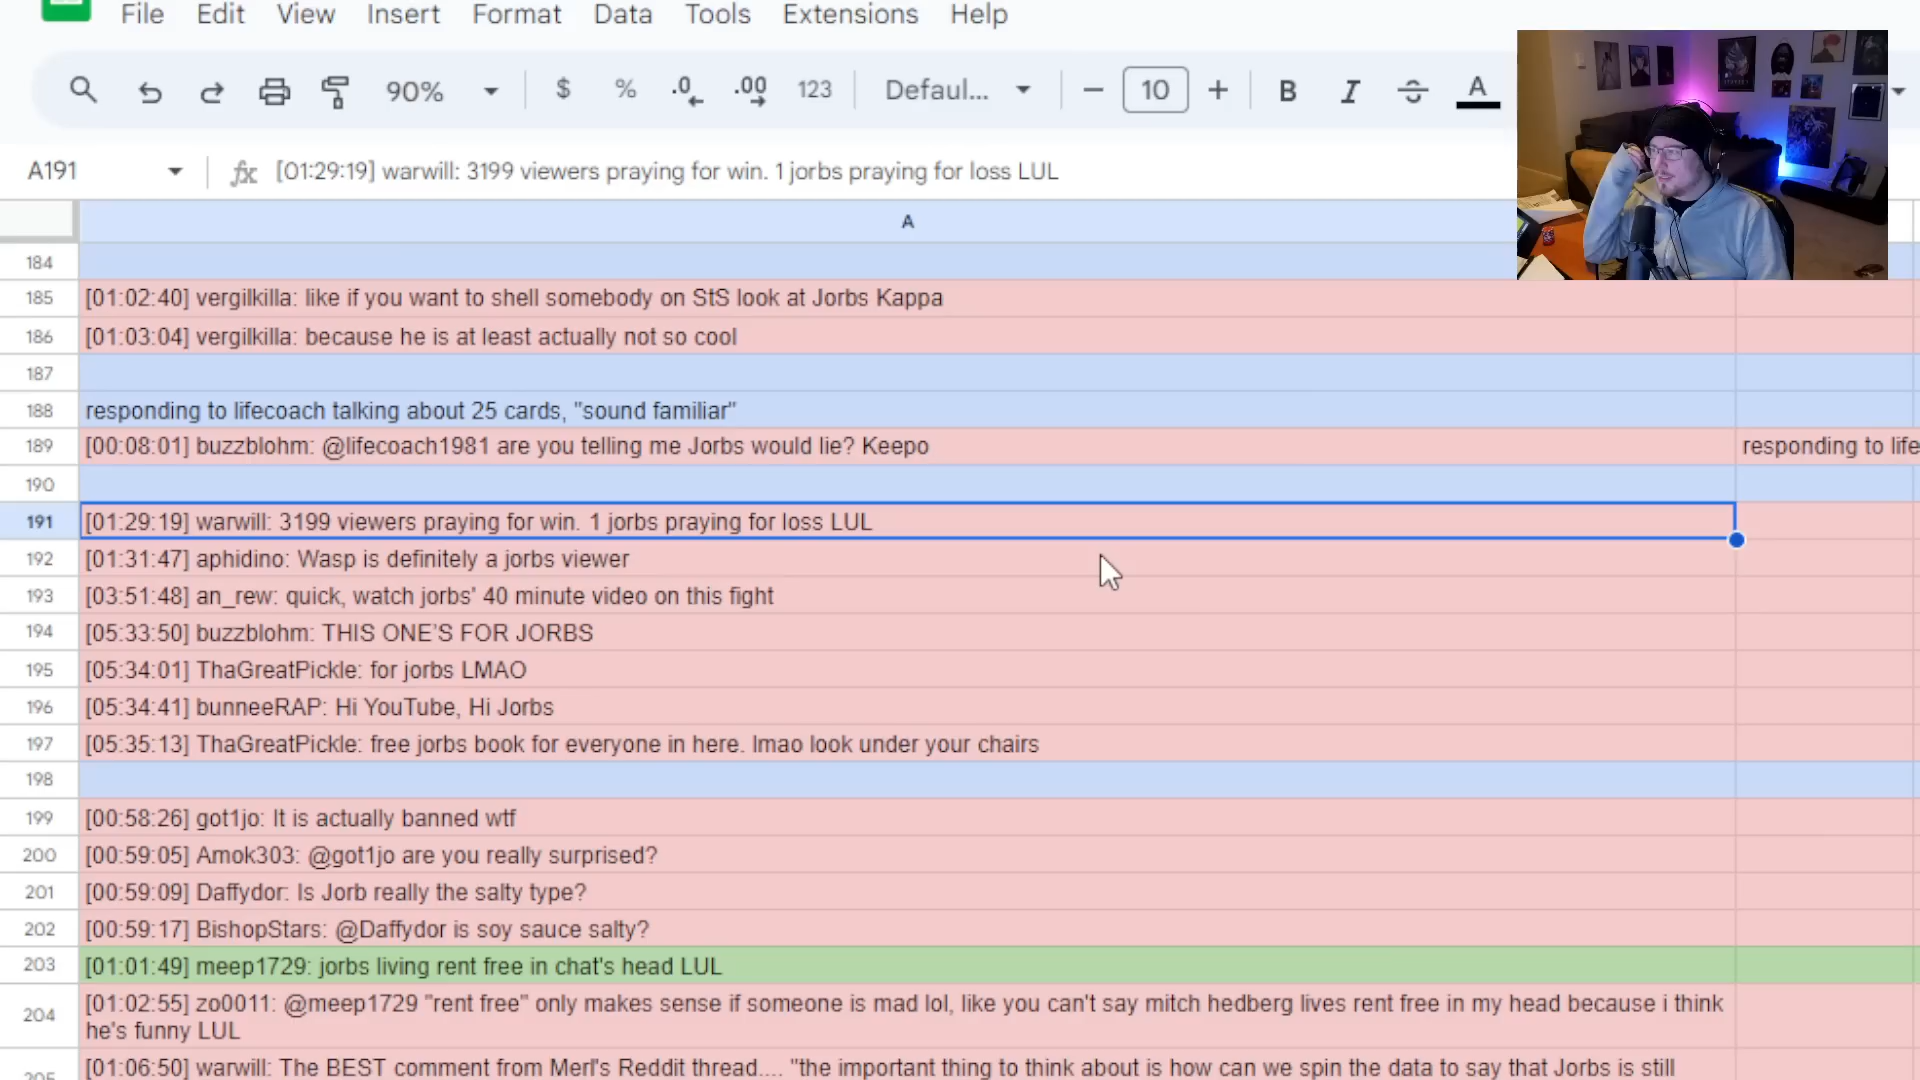 File Edit View Insert Format Data Tools Extensions Help
90% $ % .0 .00 123 Defaul... 10 B I A
A191 fx [01:29:19] warwill: 3199 viewers praying for win. 1 jorbs praying for loss LUL
A
184
185 [01:02:40] vergilkilla: like if you want to shell somebody on StS look at Jorbs Kappa
186 [01:03:04] vergilkilla: because he is at least actually not so cool
187
188 responding to lifecoach talking about 25 cards, "sound familiar"
189 [00:08:01] buzzblohm: @lifecoach1981 are you telling me Jorbs would lie? Keepo responding to life
190
191 [01:29:19] warwill: 3199 viewers praying for win. 1 jorbs praying for loss LUL
192 [01:31:47] aphidino: Wasp is definitely a jorbs viewer
193 [03:51:48] an_rew: quick, watch jorbs' 40 minute video on this fight
194 [05:33:50] buzzblohm: THIS ONE'S FOR JORBS
195 [05:34:01] ThaGreatPickle: for jorbs LMAO
196 [05:34:41] bunneeRAP: Hi YouTube, Hi Jorbs
197 [05:35:13] ThaGreatPickle: free jorbs book for everyone in here. lmao look under your chairs
198
199 [00:58:26] got1jo: It is actually banned wtf
200 [00:59:05] Amok303: @got1jo are you really surprised?
201 [00:59:09] Daffydor: Is Jorb really the salty type?
202 [00:59:17] BishopStars: @Daffydor is soy sauce salty?
203 [01:01:49] meep1729: jorbs living rent free in chat's head LUL
204 [01:02:55] zo0011: @meep1729 "rent free" only makes sense if someone is mad lol, like you can't say mitch hedberg lives rent free in my head because i think
he's funny LUL
205 [01:06:50] warwill: The BEST comment from Merl's Reddit thread.... "the important thing to think about is how can we spin the data to say that Jorbs is still